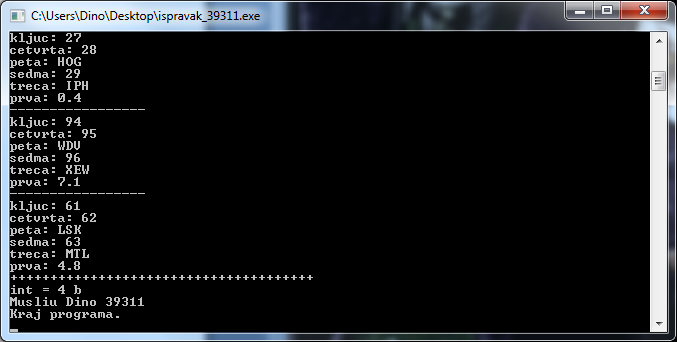 C:\Users\Dino\Desktop\ispravak_39311.exe
kljuc: 27
cetvrta: 28
peta: HOG
sedma: 29
treca: IPH
prva: 0.4
-----------------
kljuc: 94
cetvrta: 95
peta: WDV
sedma: 96
treca: XEW
prva: 7.1
-----------------
kljuc: 61
cetvrta: 62
peta: LSK
sedma: 63
treca: MTL
prva: 4.8
++++++++++++++++++++++++++++++++++++++
int = 4 b
Musliu Dino 39311
Kraj programa.